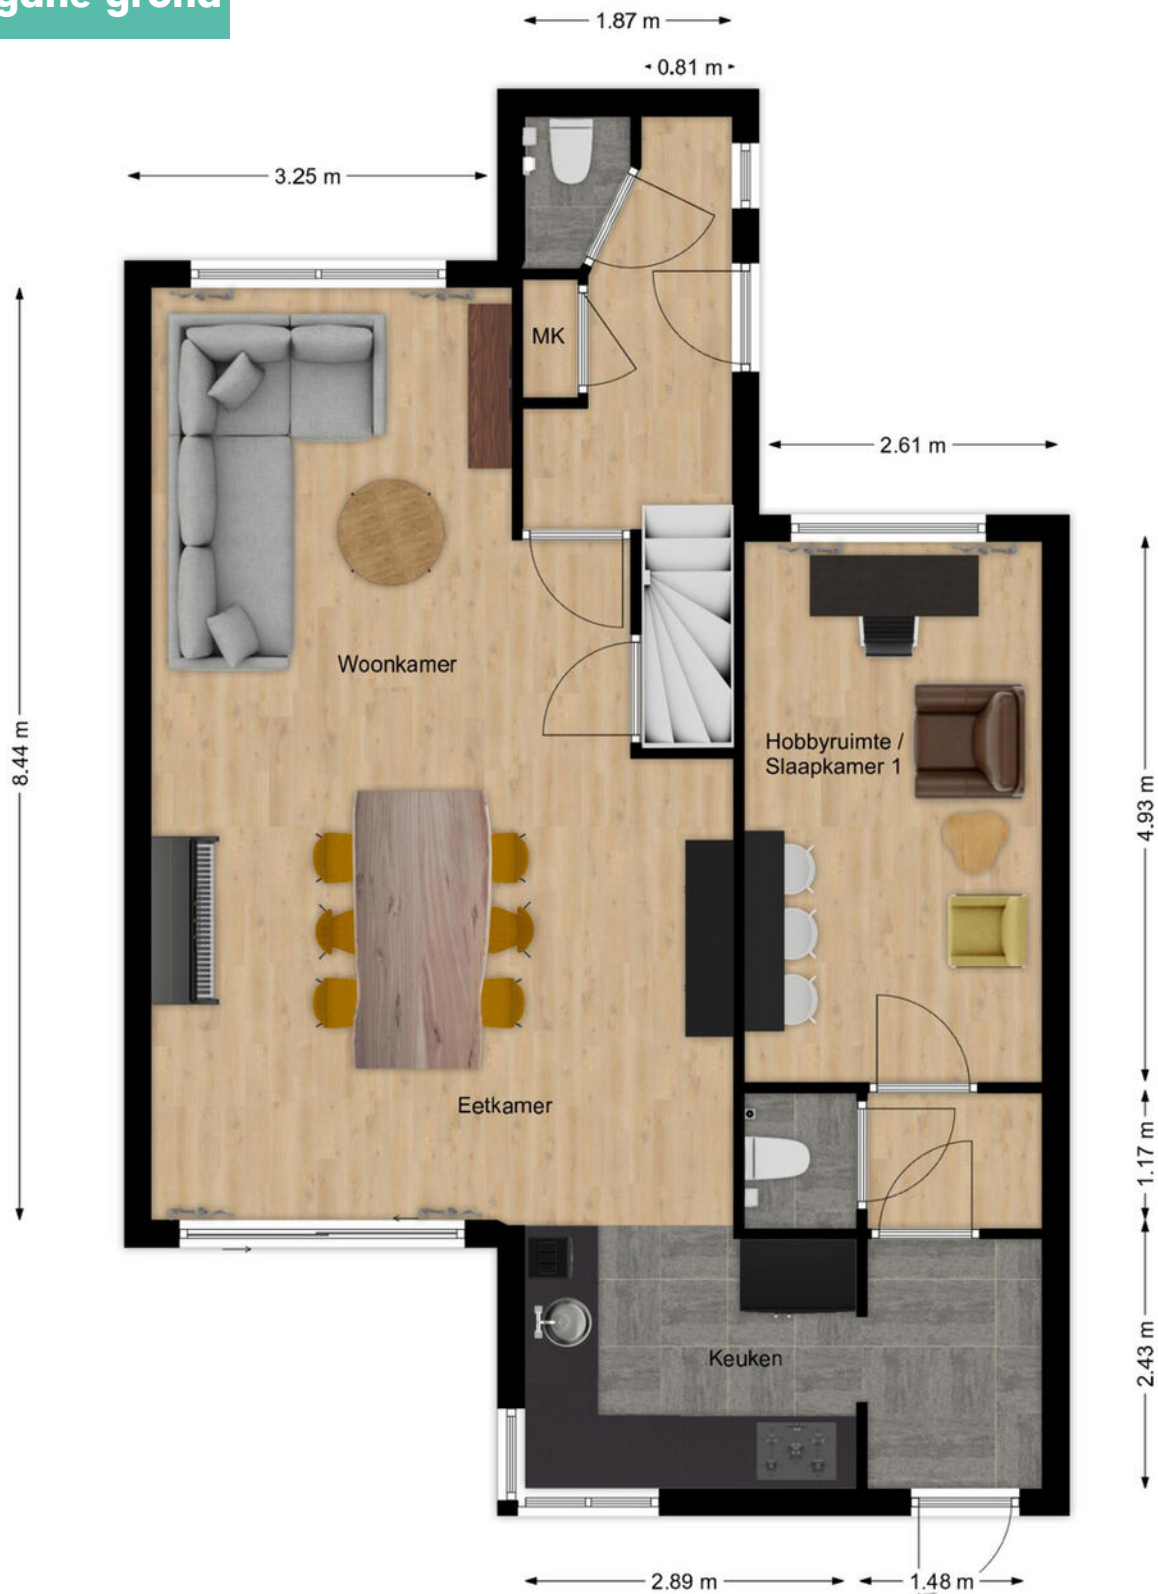 1.87 m
0.81 m
3.25 m
MK
2.61 m
Woonkamer
Hobbyruimte /
Slaapkamer 1
8.44 m
4.93 m
Eetkamer
1.17 m
Keuken
2.43 m
2.89 m
1.48 m